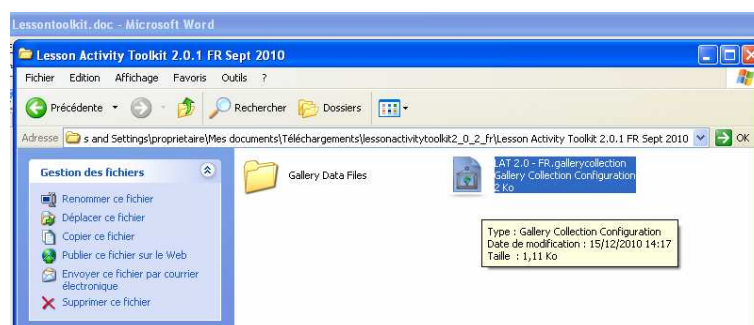 Lessontoolkit.doc - Microsoft Word
Lesson Activity Toolkit 2.0.1 FR Sept 2010
Fichier Edition Affichage Favoris Outils ?
Précédente Rechercher Dossiers
Adresse s and Settings\proprietaire\Mes documents\Téléchargements\lessonactivitytoolkit2_0_2_fr\Lesson Activity Toolkit 2.0.1 FR Sept 2010 OK
Gestion des fichiers
Renommer ce fichier
Déplacer ce fichier
Copier ce fichier
Publier ce fichier sur le Web
Envoyer ce fichier par courrier
électronique
Supprimer ce fichier
Gallery Data Files
LAT 2.0 - FR.gallerycollection
Gallery Collection Configuration
2 Ko
Type : Gallery Collection Configuration
Date de modification : 15/12/2010 14:17
Taille : 1,11 Ko